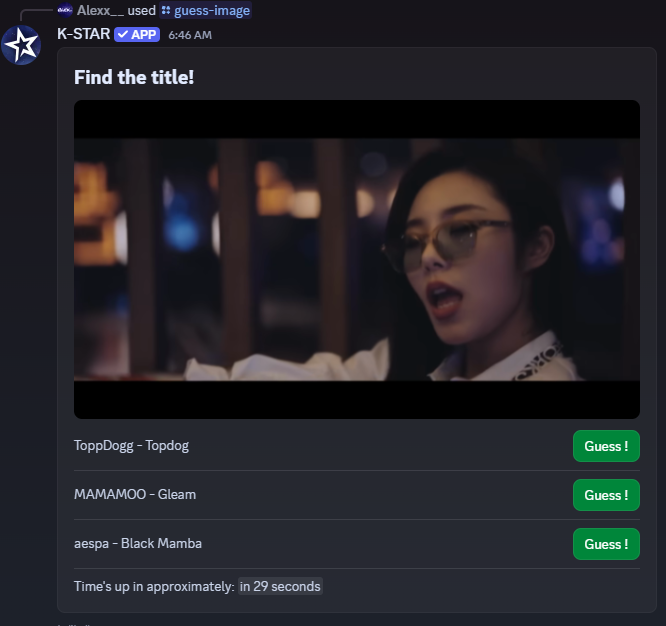 Alexx__ used guess-image
K-STAR APP 6:46 AM
Find the title!
ToppDogg - Topdog
Guess !
MAMAMOO - Gleam
Guess !
aespa - Black Mamba
Guess !
Time's up in approximately: in 29 seconds